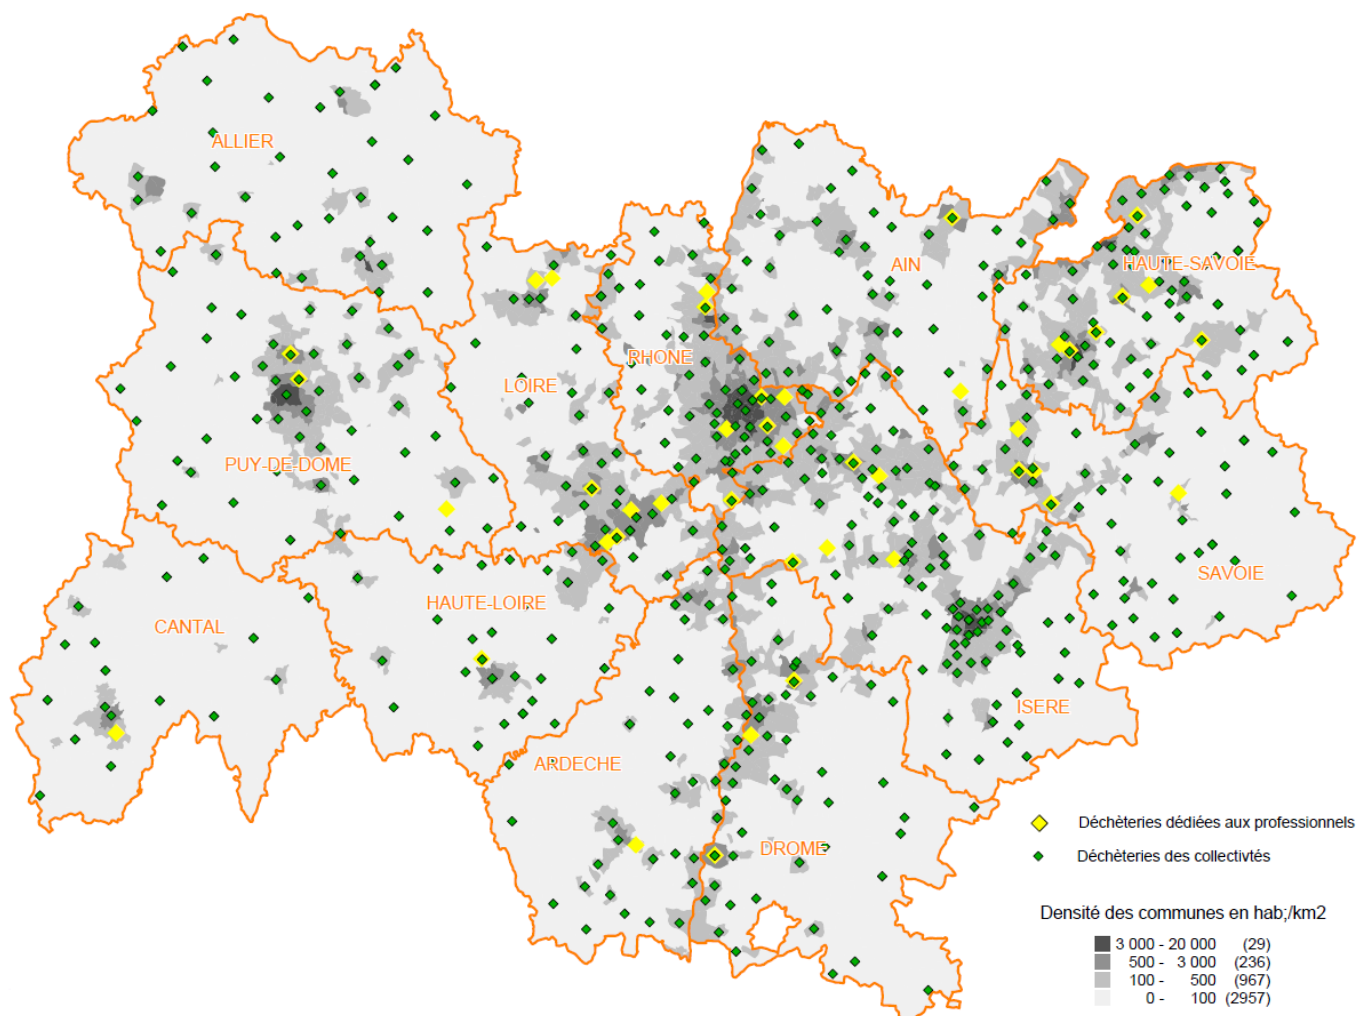 ALLIER
AIN
HAUTE-SAVOIE
RHONE
LOIRE
PUY-DE-DOME
SAVOIE
HAUTE-LOIRE
CANTAL
ISERE
ARDECHE
DROME
Déchèteries dédiées aux professionnels
Déchèteries des collectivtés
Densité des communes en hab;/km2
3 000 - 20 000 (29)
500 - 3 000 (236)
100 - 500 (967)
0 - 100 (2957)